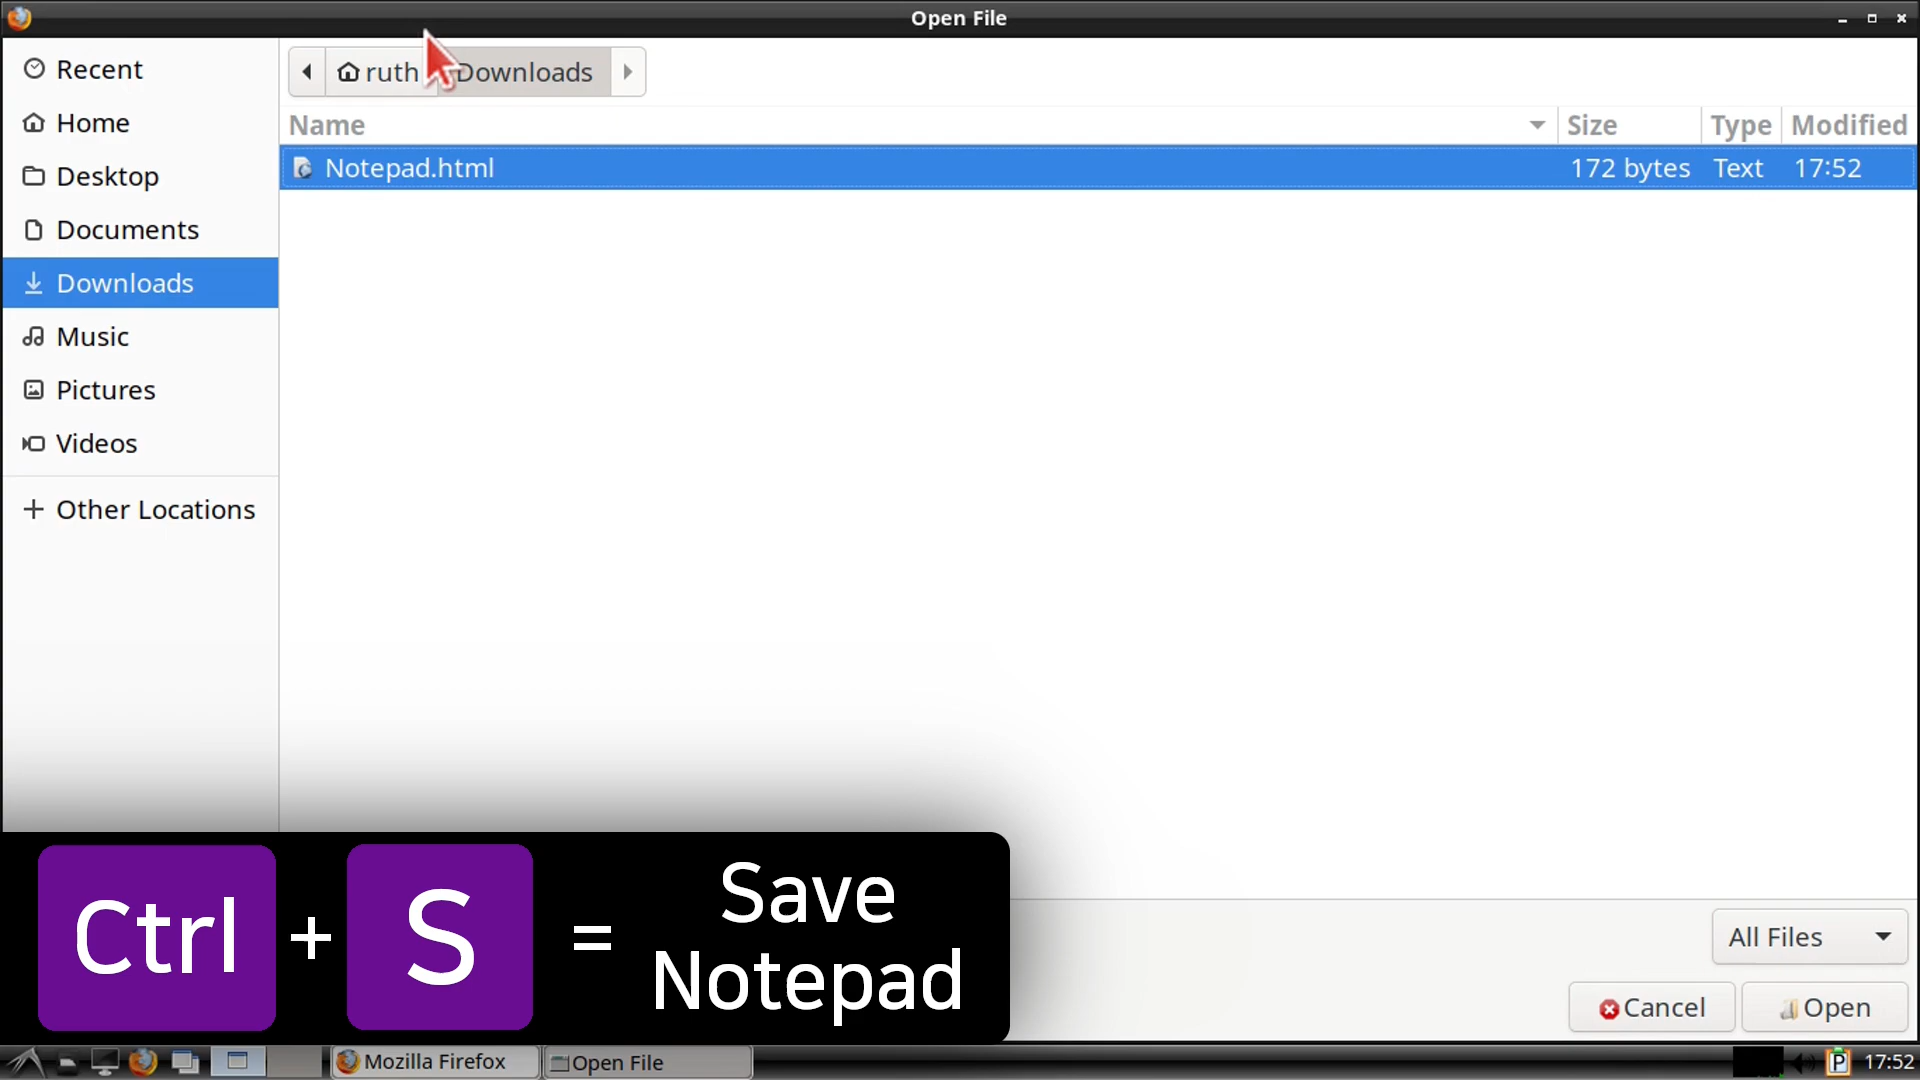 Open File
Recent
Home
Desktop
Documents
Downloads
Music
Pictures
Videos
Other Locations
ruth Downloads
Name Size Type Modified
Notepad.html 172 bytes Text 17:52
Ctrl + S = Save Notepad
All Files
Cancel Open
Mozilla Firefox Open File P 17:52